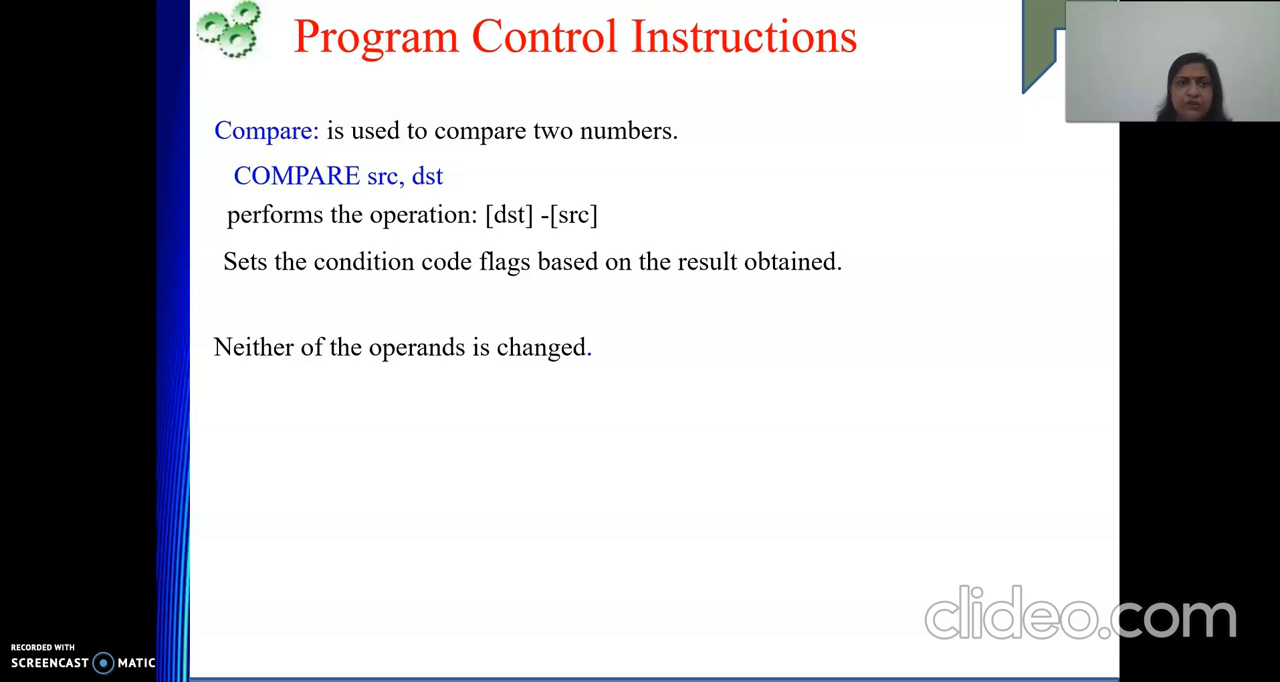 Program Control Instructions
Compare: is used to compare two numbers.
COMPARE src, dst
performs the operation: [dst] -[src]
Sets the condition code flags based on the result obtained.
Neither of the operands is changed.
clideo.com
RECORDED WITH
SCREENCAST MATIC